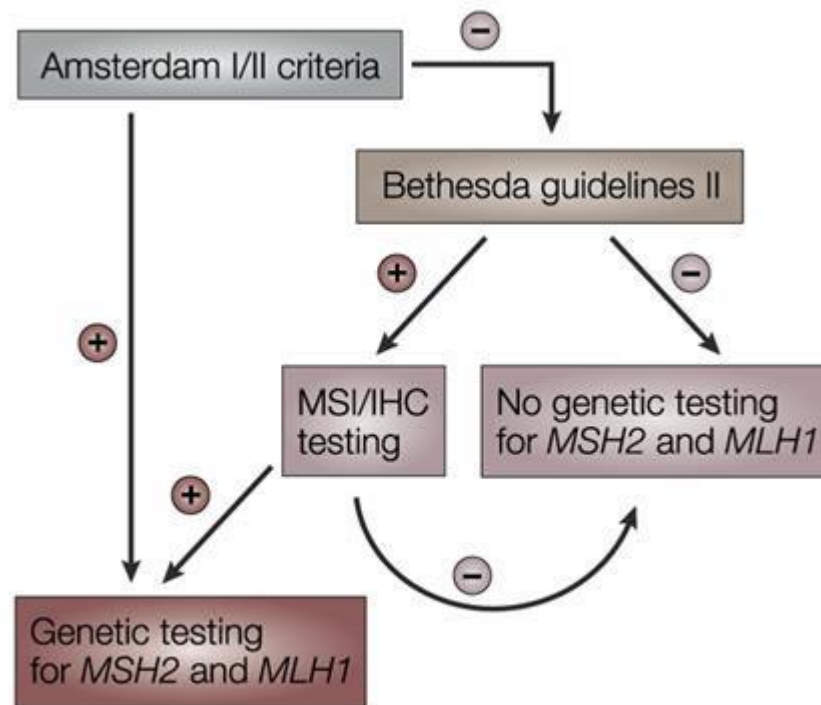 −
Amsterdam I/II criteria
Bethesda guidelines II
+
−
+
MSI/IHC
testing
No genetic testing
for MSH2 and MLH1
+
−
Genetic testing
for MSH2 and MLH1